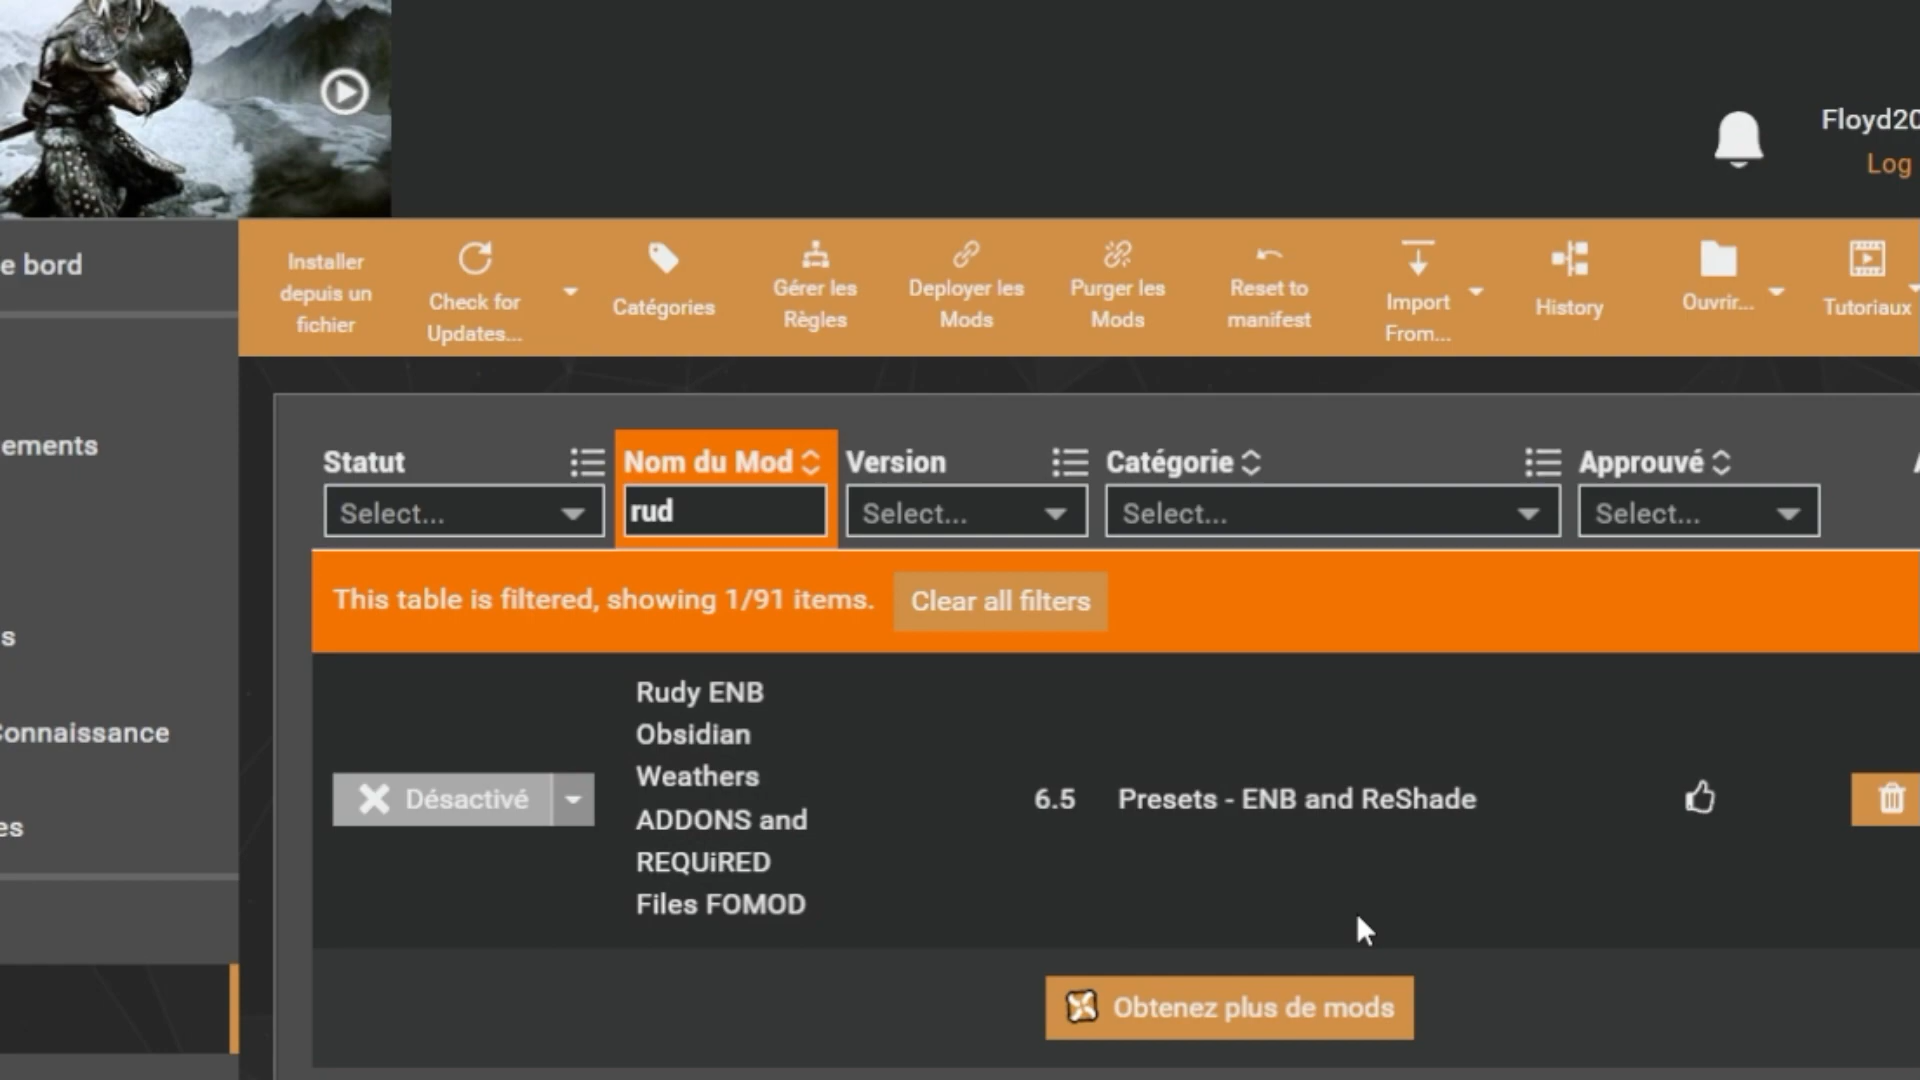 Floyd20
Log
e bord
Installer
depuis un
fichier
Check for
Updates...
Catégories
Gérer les
Règles
Deployer les
Mods
Purger les
Mods
Reset to
manifest
Import
From...
History
Ouvrir...
Tutoriaux
ements
s
Connaissance
es
Statut
Nom du Mod
Version
Catégorie
Approuvé
Select...
rud
Select...
Select...
Select...
This table is filtered, showing 1/91 items.
Clear all filters
Désactivé
Rudy ENB
Obsidian
Weathers
ADDONS and
REQUiRED
Files FOMOD
6.5
Presets - ENB and ReShade
Obtenez plus de mods